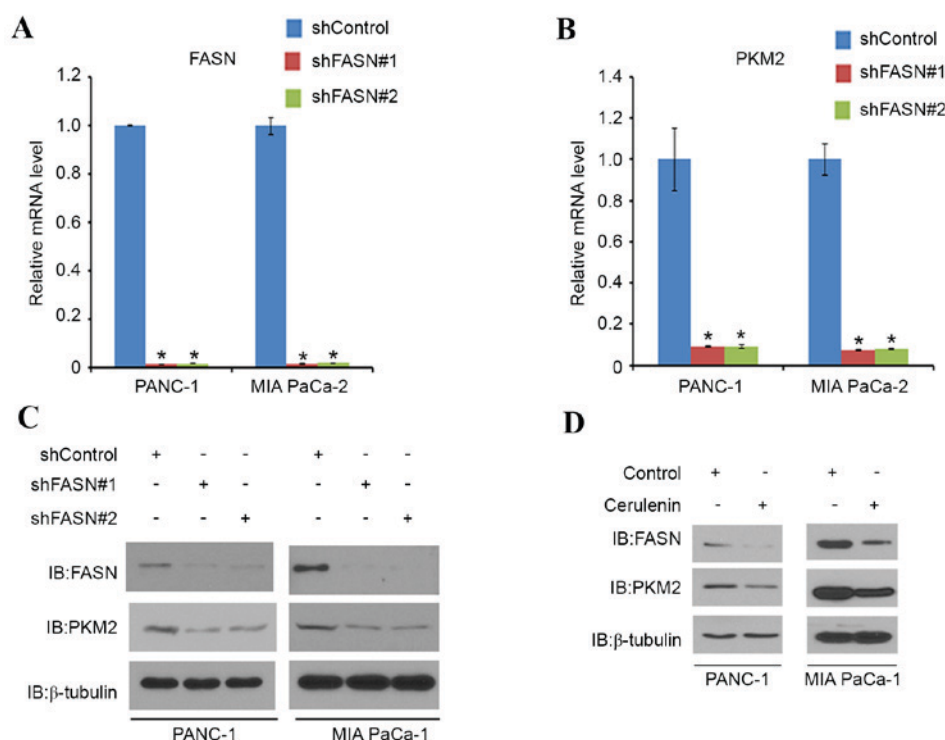 A
FASN
shControl
shFASN#1
shFASN#2
Relative mRNA level
1.2
1.0
0.8
0.6
0.4
0.2
0
* * * *
PANC-1 MIA PaCa-2
B
PKM2
shControl
shFASN#1
shFASN#2
Relative mRNA level
1.4
1.2
1.0
0.8
0.6
0.4
0.2
0
* * * *
PANC-1 MIA PaCa-2
C
shControl + - - + - -
shFASN#1 - + - - + -
shFASN#2 - - + - - +
IB:FASN
IB:PKM2
IB:β-tubulin
PANC-1 MIA PaCa-1
D
Control + - + -
Cerulenin - + - +
IB:FASN
IB:PKM2
IB:β-tubulin
PANC-1 MIA PaCa-1